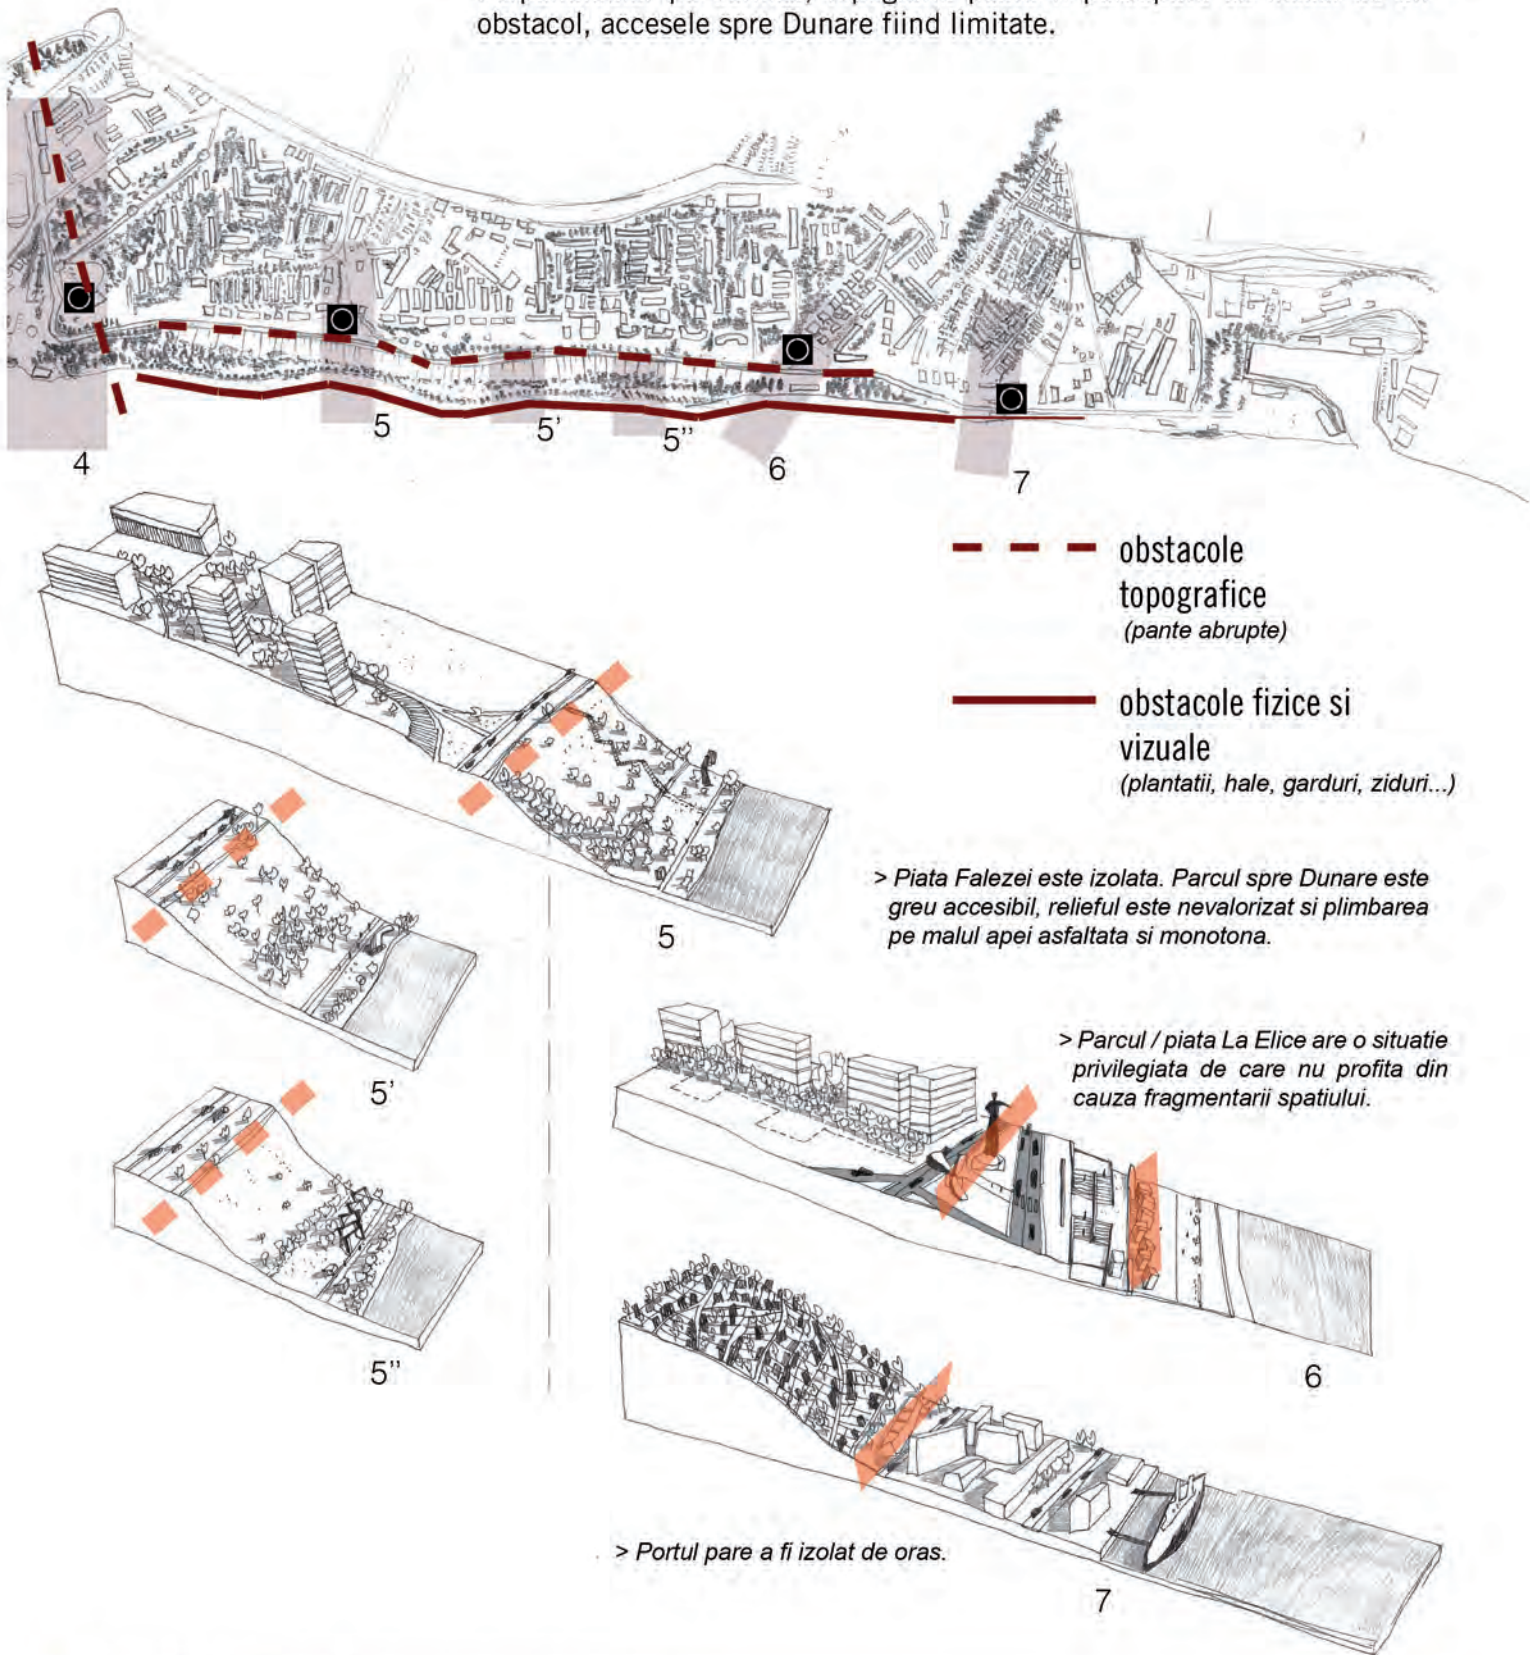 obstacol, accesele spre Dunare fiind limitate.
4
5
5'
5"
6
7
obstacole
topografice
(pante abrupte)
obstacole fizice si
vizuale
(plantatii, hale, garduri, ziduri...)
> Piata Falezei este izolata. Parcul spre Dunare este
greu accesibil, relieful este nevalorizat si plimbarea
pe malul apei asfaltata si monotona.
5
5'
> Parcul / piata La Elice are o situatie
privilegiata de care nu profita din
cauza fragmentarii spatiului.
5"
6
> Portul pare a fi izolat de oras.
7